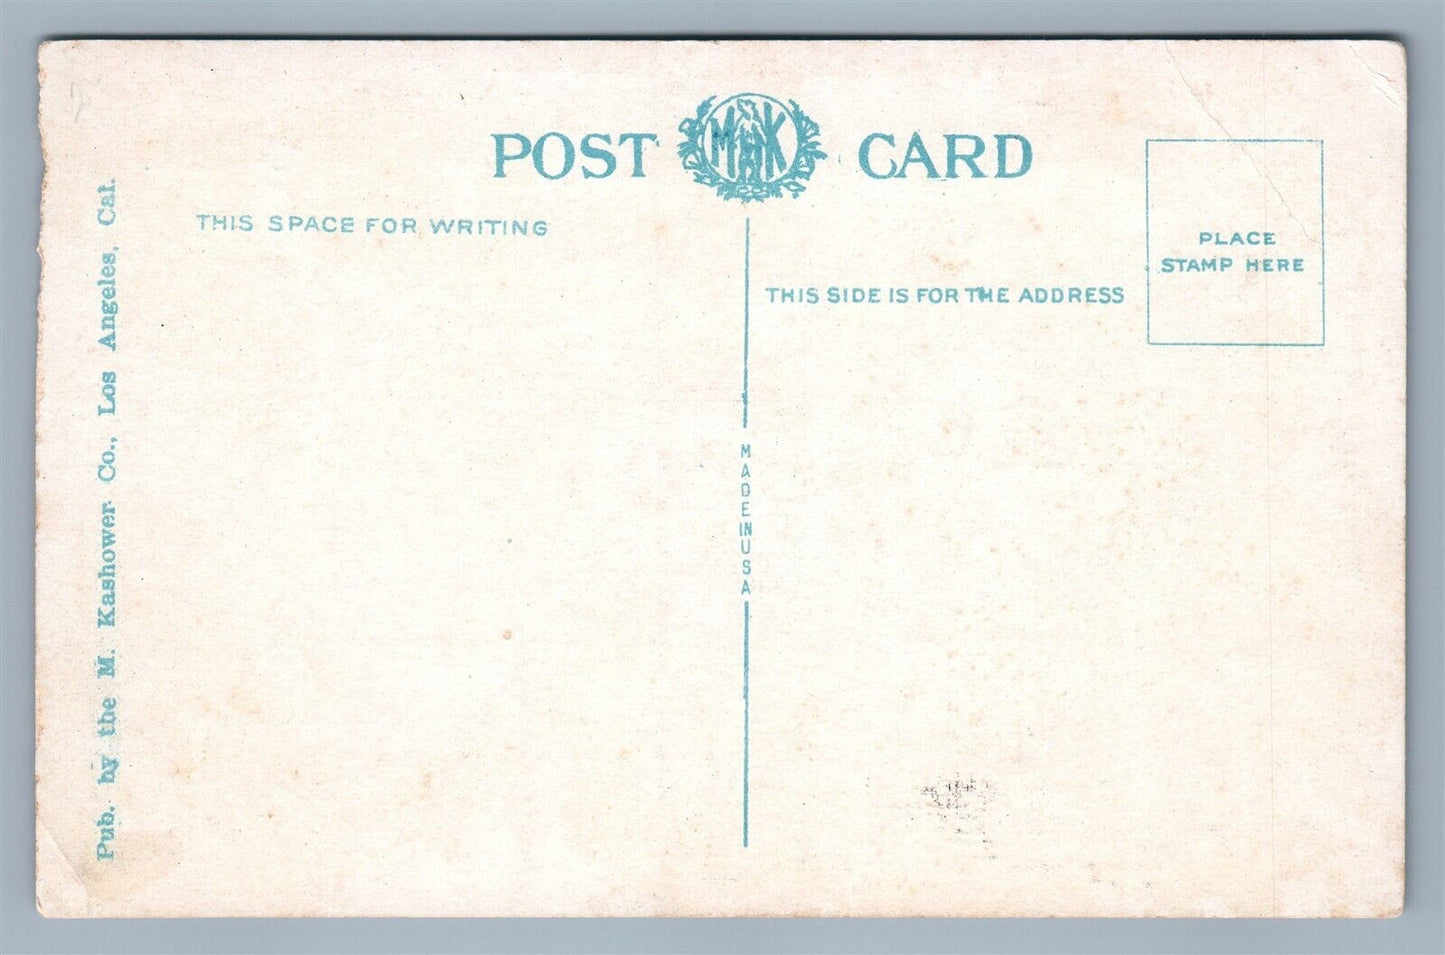 POST MK CARD
THIS SPACE FOR WRITING
PLACE
STAMP HERE
THIS SIDE IS FOR THE ADDRESS
MADE IN USA
Pub. by the M. Kashower Co., Los Angeles, Cal.